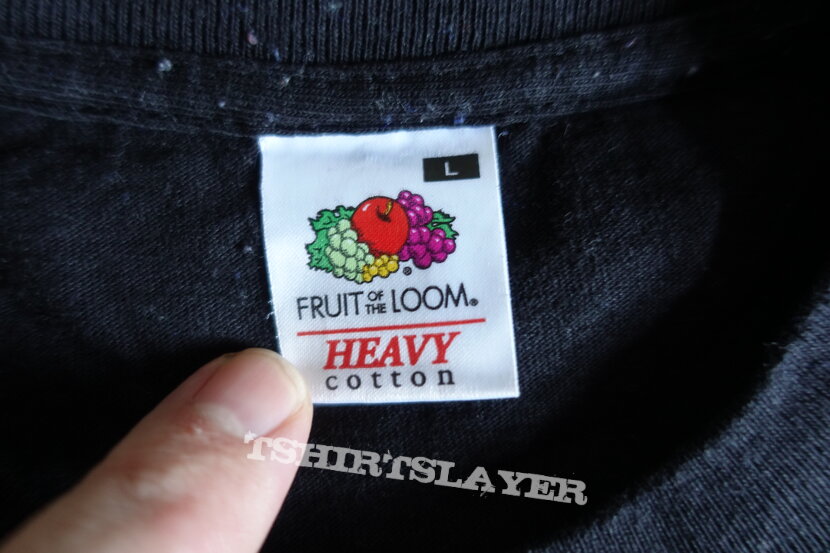 L
FRUIT OF THE LOOM®
HEAVY
cotton
TSHIRTSLAYER